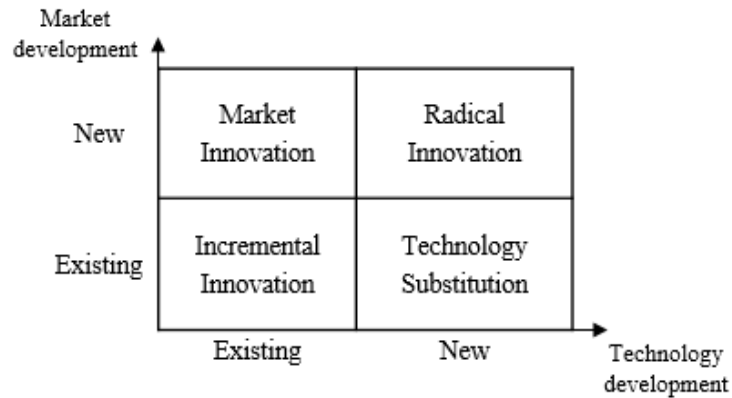 Market
development
New
Market
Innovation
Radical
Innovation
Existing
Incremental
Innovation
Technology
Substitution
Existing
New
Technology
development